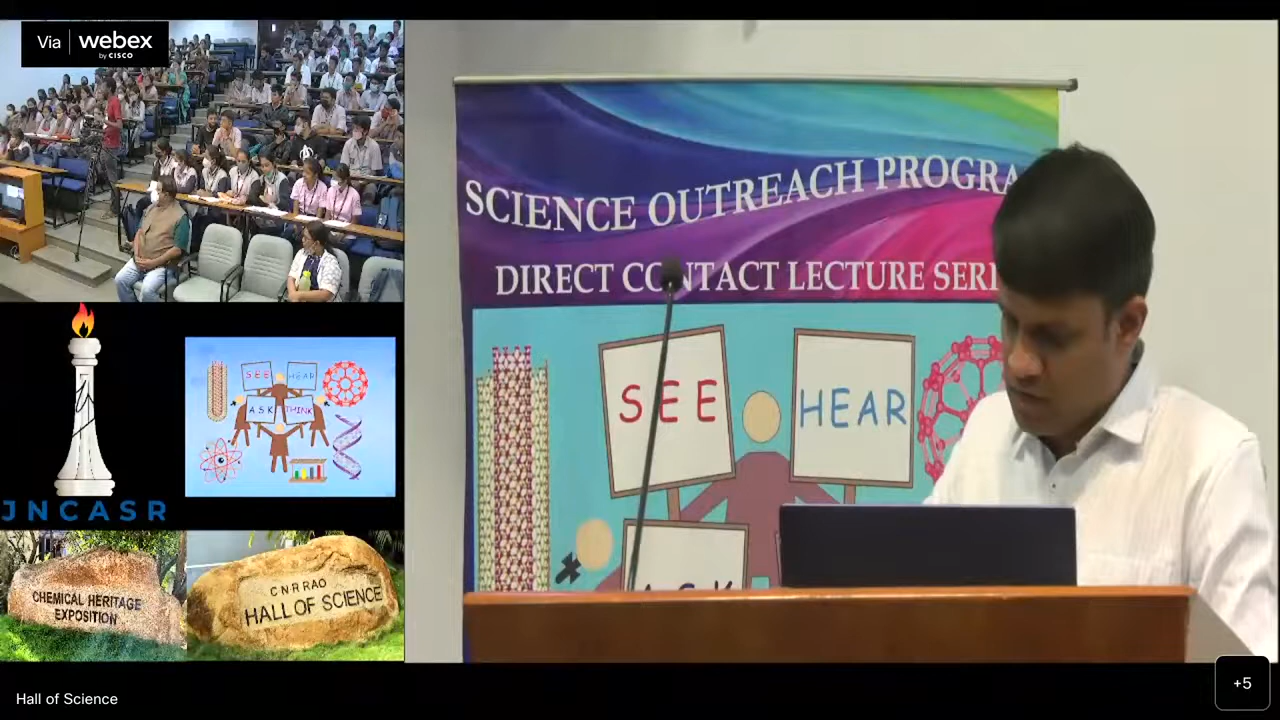 Via webex
by CISCO
SCIENCE OUTREACH PROGRA
DIRECT CONTACT LECTURE SERI
SEE
HEAR
ASK
SEE
HEAR
ASK
THINK
JNCASR
CHEMICAL HERITAGE
EXPOSITION
C N R RAO
HALL OF SCIENCE
Hall of Science
+5